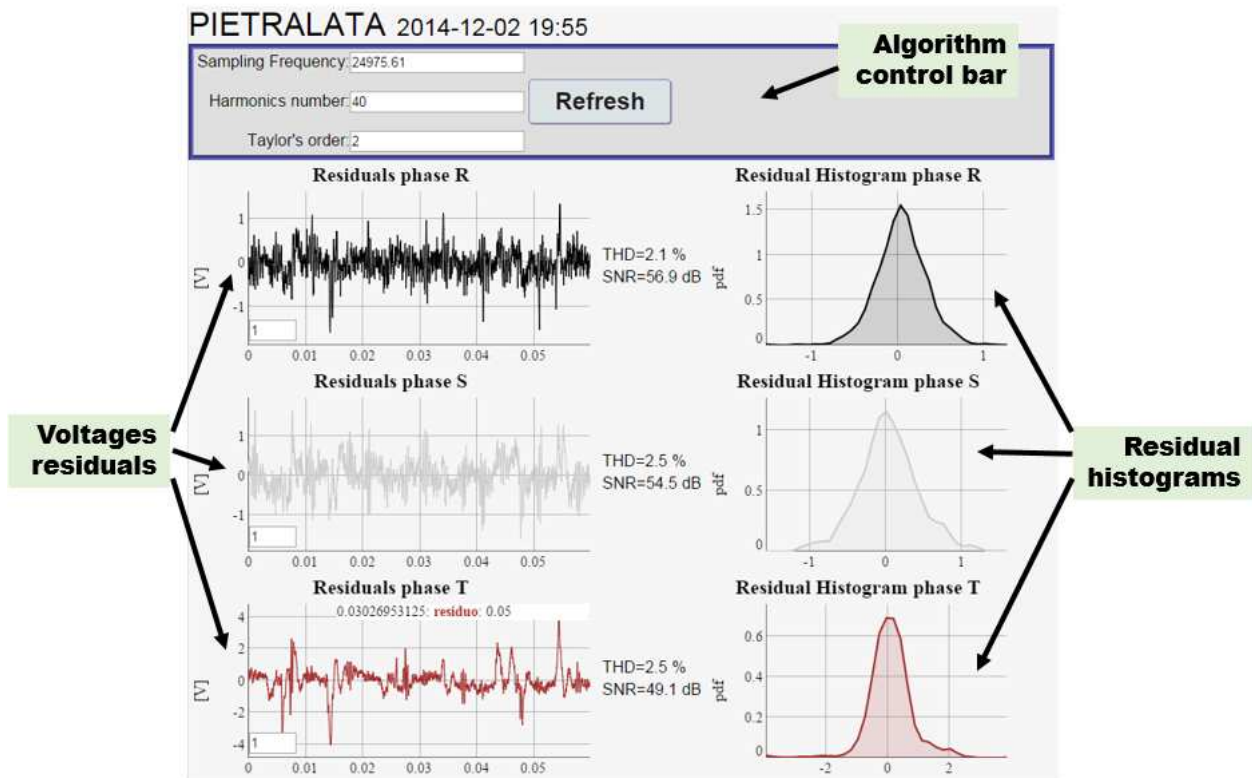 PIETRALATA 2014-12-02 19:55
Algorithm
control bar
Sampling Frequency: 24975.61
Harmonics number: 40
Refresh
Taylor's order: 2
Residuals phase R
1
0
-1
[V]
1
0 0.01 0.02 0.03 0.04 0.05
THD=2.1 %
SNR=56.9 dB
Residual Histogram phase R
1.5
1
0.5
0
pdf
-1 0 1
Voltages
residuals
Residuals phase S
1
0
-1
[V]
1
0 0.01 0.02 0.03 0.04 0.05
THD=2.5 %
SNR=54.5 dB
Residual Histogram phase S
1
0.5
0
pdf
-1 0 1
Residual
histograms
Residuals phase T
0.03026953125: residuo: 0.05
4
2
0
-2
-4
[V]
1
0 0.01 0.02 0.03 0.04 0.05
THD=2.5 %
SNR=49.1 dB
Residual Histogram phase T
0.6
0.4
0.2
0
pdf
-2 0 2